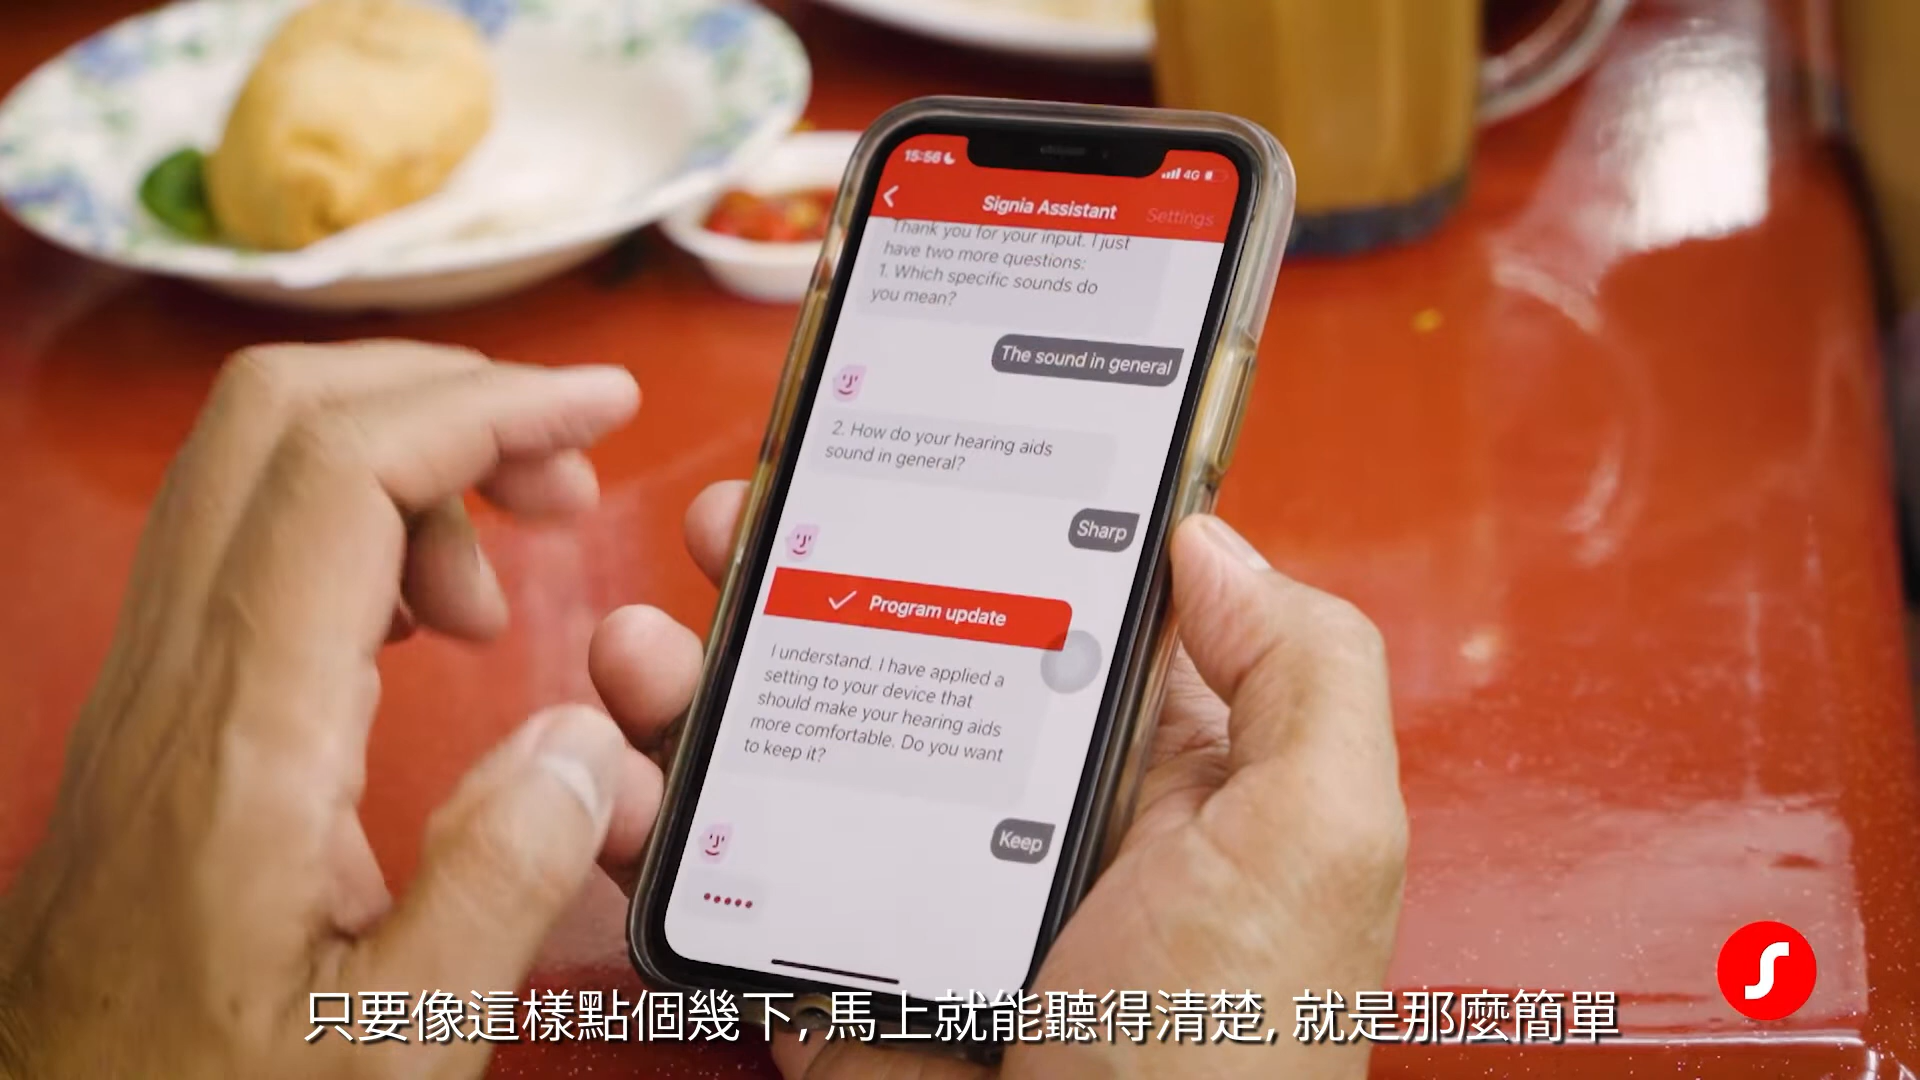 15:56
4G
Signia Assistant
Settings
Thank you for your input. I just
have two more questions:
1. Which specific sounds do
you mean?
The sound in general
2. How do your hearing aids
sound in general?
Sharp
Program update
I understand. I have applied a
setting to your device that
should make your hearing aids
more comfortable. Do you want
to keep it?
Keep
只要像這樣點個幾下, 馬上就能聽得清楚, 就是那麼簡單